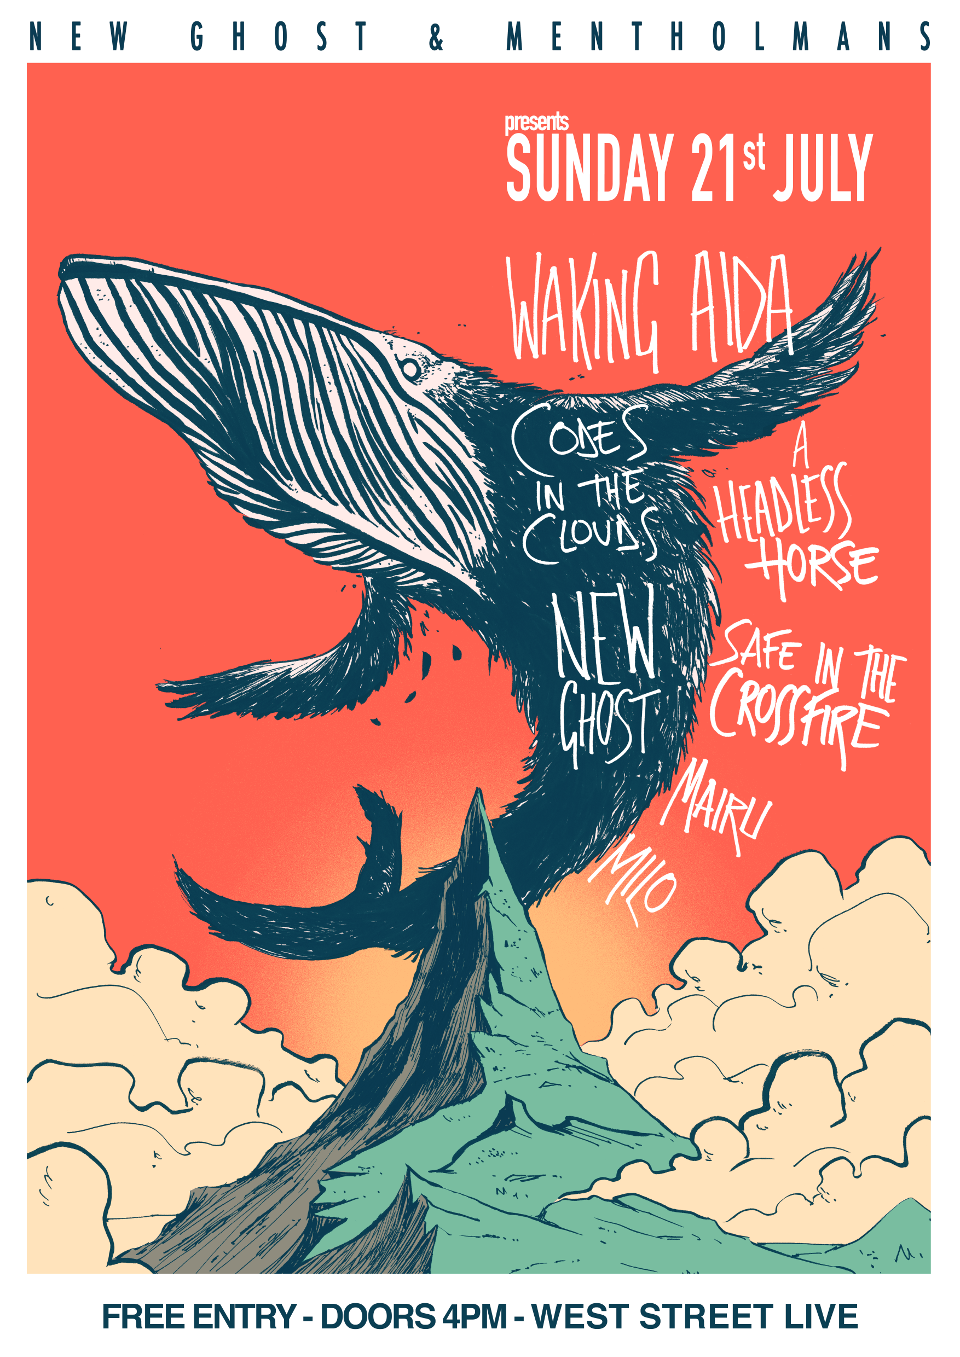 NEW GHOST & MENTHOLMANS
presents
SUNDAY 21st JULY
WAKING AIDA
CODES
IN THE
CLOUDS
A
HEADLESS
HORSE
NEW
GHOST
SAFE IN THE
CROSSFIRE
MAIRU
MILO
M.
FREE ENTRY - DOORS 4PM - WEST STREET LIVE